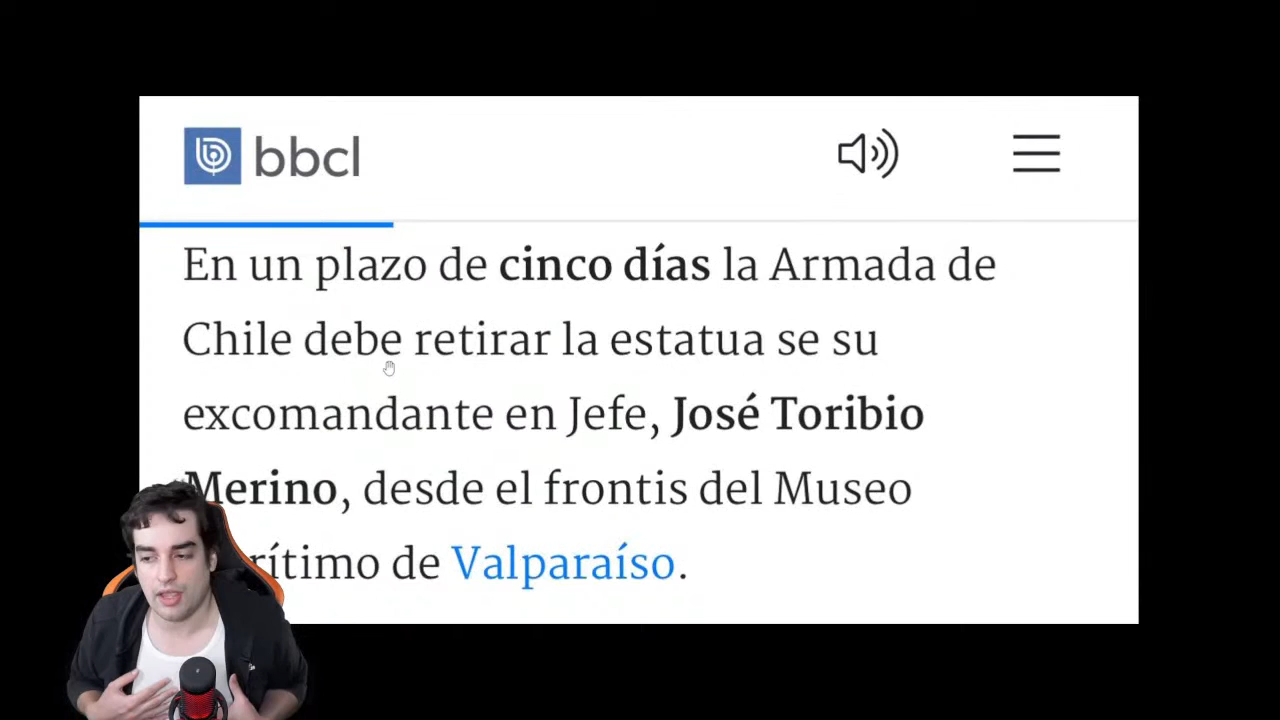 bbcl
En un plazo de cinco días la Armada de
Chile debe retirar la estatua se su
excomandante en Jefe, José Toribio
Merino, desde el frontis del Museo
rítimo de Valparaíso.